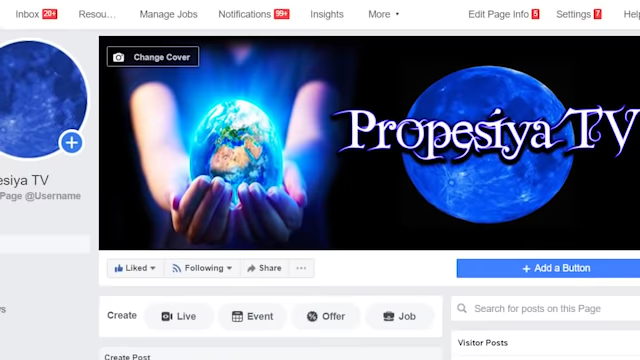 Inbox 20+ Resou... Manage Jobs Notifications 99+ Insights More Edit Page Info 5 Settings 7 Help
Change Cover
Propesiya TV
esiya TV
Page @Username
Liked Following Share ... + Add a Button
Create Live Event Offer Job
Search for posts on this Page
Visitor Posts
Create Post